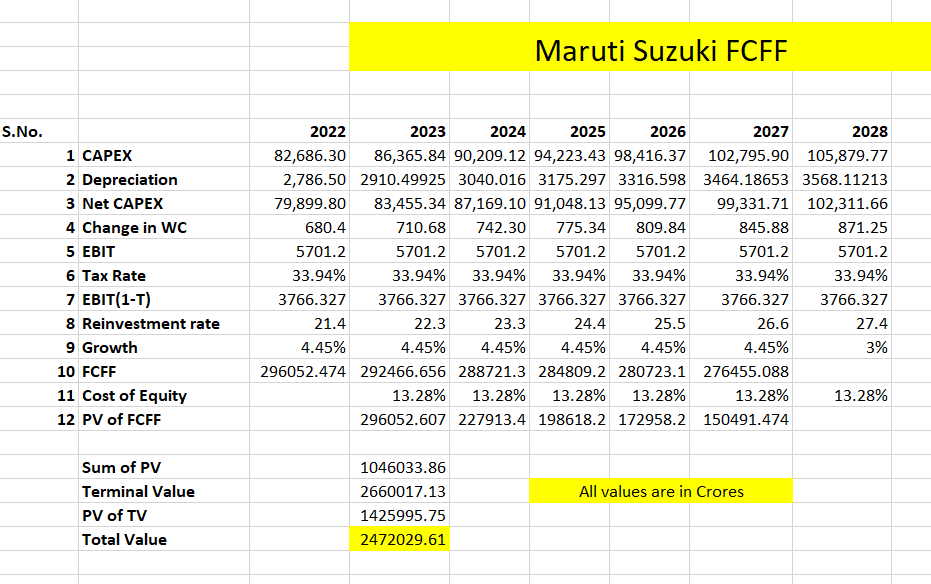 Maruti Suzuki FCFF
S.No. 2022 2023 2024 2025 2026 2027 2028
1 CAPEX 82,686.30 86,365.84 90,209.12 94,223.43 98,416.37 102,795.90 105,879.77
2 Depreciation 2,786.50 2910.49925 3040.016 3175.297 3316.598 3464.18653 3568.11213
3 Net CAPEX 79,899.80 83,455.34 87,169.10 91,048.13 95,099.77 99,331.71 102,311.66
4 Change in WC 680.4 710.68 742.30 775.34 809.84 845.88 871.25
5 EBIT 5701.2 5701.2 5701.2 5701.2 5701.2 5701.2 5701.2
6 Tax Rate 33.94% 33.94% 33.94% 33.94% 33.94% 33.94% 33.94%
7 EBIT(1-T) 3766.327 3766.327 3766.327 3766.327 3766.327 3766.327 3766.327
8 Reinvestment rate 21.4 22.3 23.3 24.4 25.5 26.6 27.4
9 Growth 4.45% 4.45% 4.45% 4.45% 4.45% 4.45% 3%
10 FCFF 296052.474 292466.656 288721.3 284809.2 280723.1 276455.088
11 Cost of Equity 13.28% 13.28% 13.28% 13.28% 13.28% 13.28%
12 PV of FCFF 296052.607 227913.4 198618.2 172958.2 150491.474
Sum of PV 1046033.86
Terminal Value 2660017.13 All values are in Crores
PV of TV 1425995.75
Total Value 2472029.61